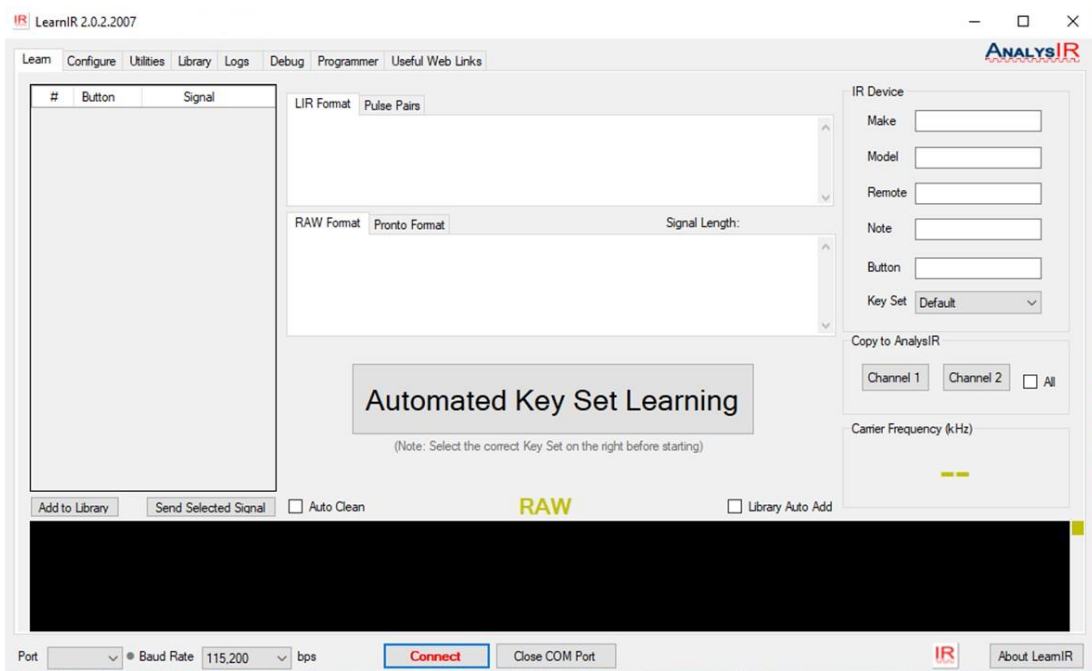 IR LearnIR 2.0.2.2007
Learn Configure Utilities Library Logs Debug Programmer Useful Web Links
ANALYSIR
# Button Signal
LIR Format Pulse Pairs
RAW Format Pronto Format Signal Length:
Automated Key Set Learning
(Note: Select the correct Key Set on the right before starting)
IR Device
Make
Model
Remote
Note
Button
Key Set Default
Copy to AnalysIR
Channel 1 Channel 2 All
Carrier Frequency (kHz)
--
Add to Library Send Selected Signal Auto Clean RAW Library Auto Add
Port Baud Rate 115,200 bps Connect Close COM Port IR About LearnIR